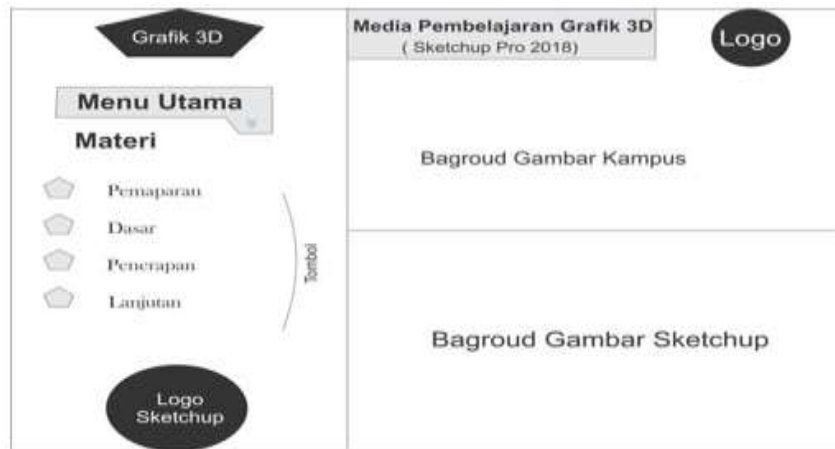 Grafik 3D
Menu Utama
Materi
Pemaparan
Dasar
Penerapan
Lanjutan
Tombol
Logo
Sketchup
Media Pembelajaran Grafik 3D
( Sketchup Pro 2018)
Logo
Bagroud Gambar Kampus
Bagroud Gambar Sketchup